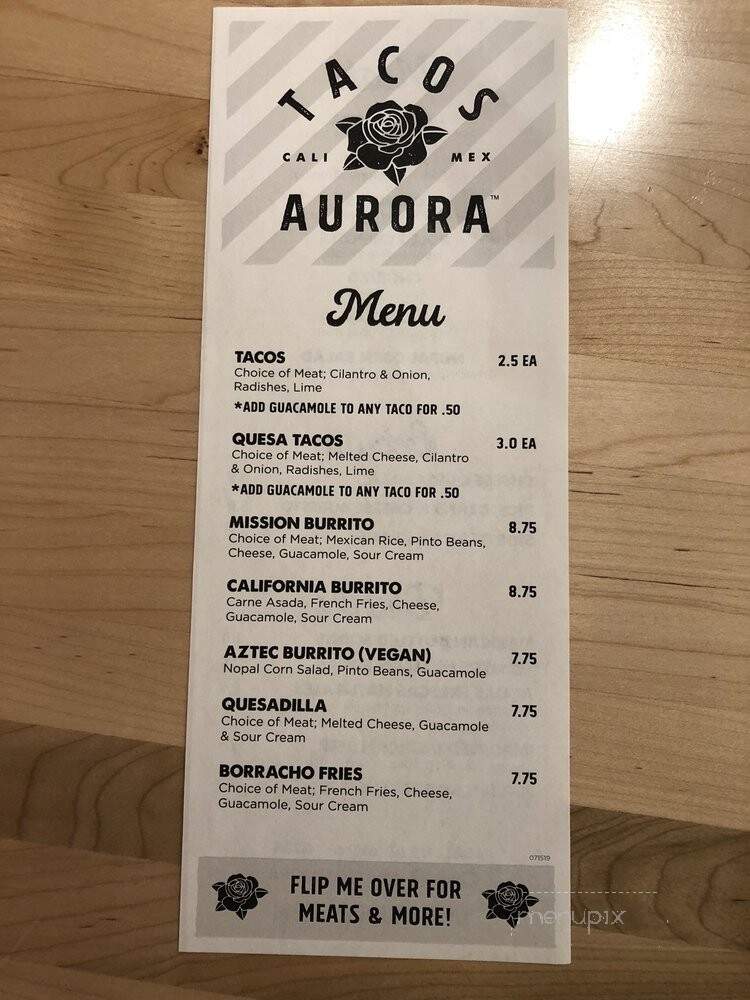 TACOS
CALI MEX
AURORA™
Menu
TACOS 2.5 EA
Choice of Meat; Cilantro & Onion,
Radishes, Lime
*ADD GUACAMOLE TO ANY TACO FOR .50
QUESA TACOS 3.0 EA
Choice of Meat; Melted Cheese, Cilantro
& Onion, Radishes, Lime
*ADD GUACAMOLE TO ANY TACO FOR .50
MISSION BURRITO 8.75
Choice of Meat; Mexican Rice, Pinto Beans,
Cheese, Guacamole, Sour Cream
CALIFORNIA BURRITO 8.75
Carne Asada, French Fries, Cheese,
Guacamole, Sour Cream
AZTEC BURRITO (VEGAN) 7.75
Nopal Corn Salad, Pinto Beans, Guacamole
QUESADILLA 7.75
Choice of Meat; Melted Cheese, Guacamole
& Sour Cream
BORRACHO FRIES 7.75
Choice of Meat; French Fries, Cheese,
Guacamole, Sour Cream
071519
FLIP ME OVER FOR
MEATS & MORE!
menupix